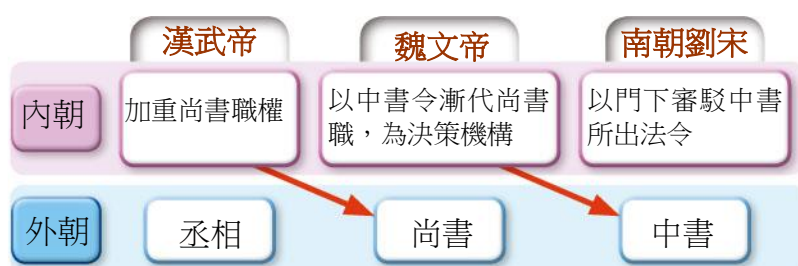 漢武帝
魏文帝
南朝劉宋
內朝
加重尚書職權
以中書令漸代尚書
職，為決策機構
以門下審駁中書
所出法令
外朝
丞相
尚書
中書